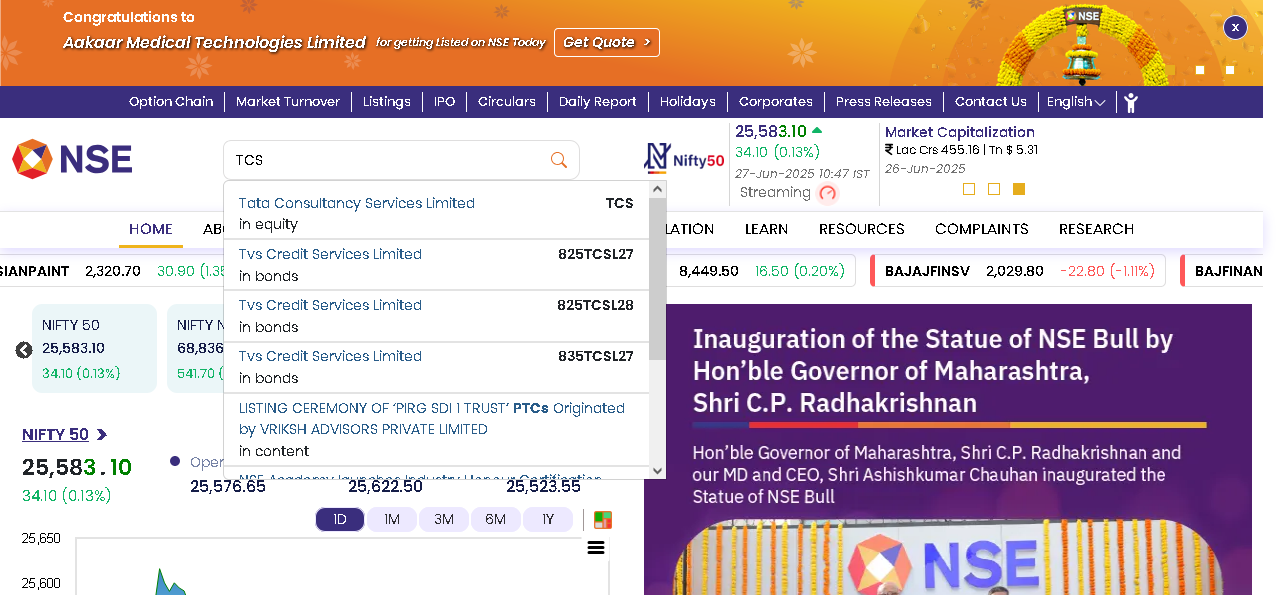 Congratulations to
Aakaar Medical Technologies Limited for getting Listed on NSE Today Get Quote >
NSE
x
Option Chain Market Turnover Listings IPO Circulars Daily Report Holidays Corporates Press Releases Contact Us English
NSE
TCS
Nifty50
25,583.10
34.10 (0.13%)
27-Jun-2025 10:47 IST
Streaming
Market Capitalization
₹ Lac Crs 455.16 | Tn $ 5.31
26-Jun-2025
Tata Consultancy Services Limited TCS
in equity
Tvs Credit Services Limited 825TCSL27
in bonds
Tvs Credit Services Limited 825TCSL28
in bonds
Tvs Credit Services Limited 835TCSL27
in bonds
LISTING CEREMONY OF ‘PIRG SDI 1 TRUST’ PTCs Originated
by VRIKSH ADVISORS PRIVATE LIMITED
in content
NSE Academy launches Industry Honour Certification
HOME AB LATION LEARN RESOURCES COMPLAINTS RESEARCH
SIANPAINT 2,320.70 30.90 (1.35 8,449.50 16.50 (0.20%) BAJAJFINSV 2,029.80 -22.80 (-1.11%) BAJFINAN
NIFTY 50
25,583.10
34.10 (0.13%)
NIFTY N
68,836
541.70 (
NIFTY 50
25,583.10
34.10 (0.13%)
Open
25,576.65 25,622.50 25,523.55
1D 1M 3M 6M 1Y
25,650
25,600
Inauguration of the Statue of NSE Bull by
Hon’ble Governor of Maharashtra,
Shri C.P. Radhakrishnan
Hon’ble Governor of Maharashtra, Shri C.P. Radhakrishnan and
our MD and CEO, Shri Ashishkumar Chauhan inaugurated the
Statue of NSE Bull
NSE